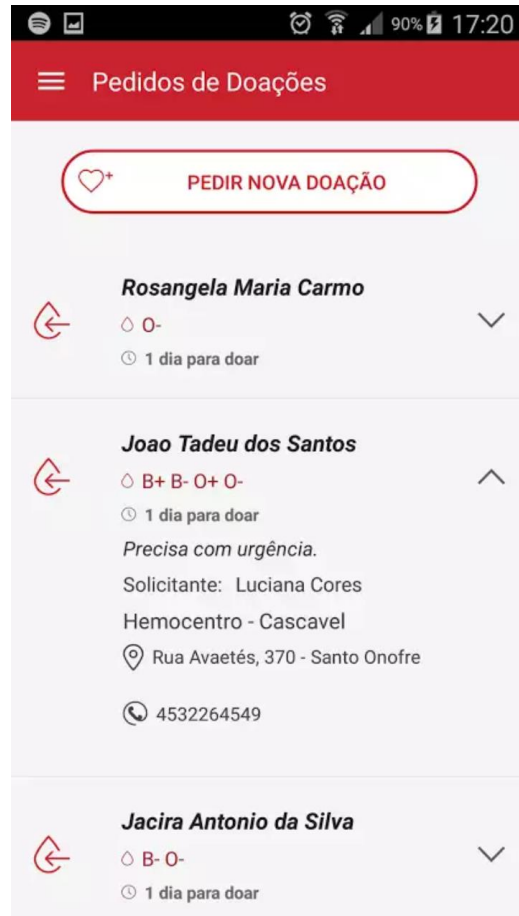 90% 17:20
Pedidos de Doações
PEDIR NOVA DOAÇÃO
Rosangela Maria Carmo
O-
1 dia para doar
Joao Tadeu dos Santos
B+ B- O+ O-
1 dia para doar
Precisa com urgência.
Solicitante: Luciana Cores
Hemocentro - Cascavel
Rua Avaetés, 370 - Santo Onofre
4532264549
Jacira Antonio da Silva
B- O-
1 dia para doar